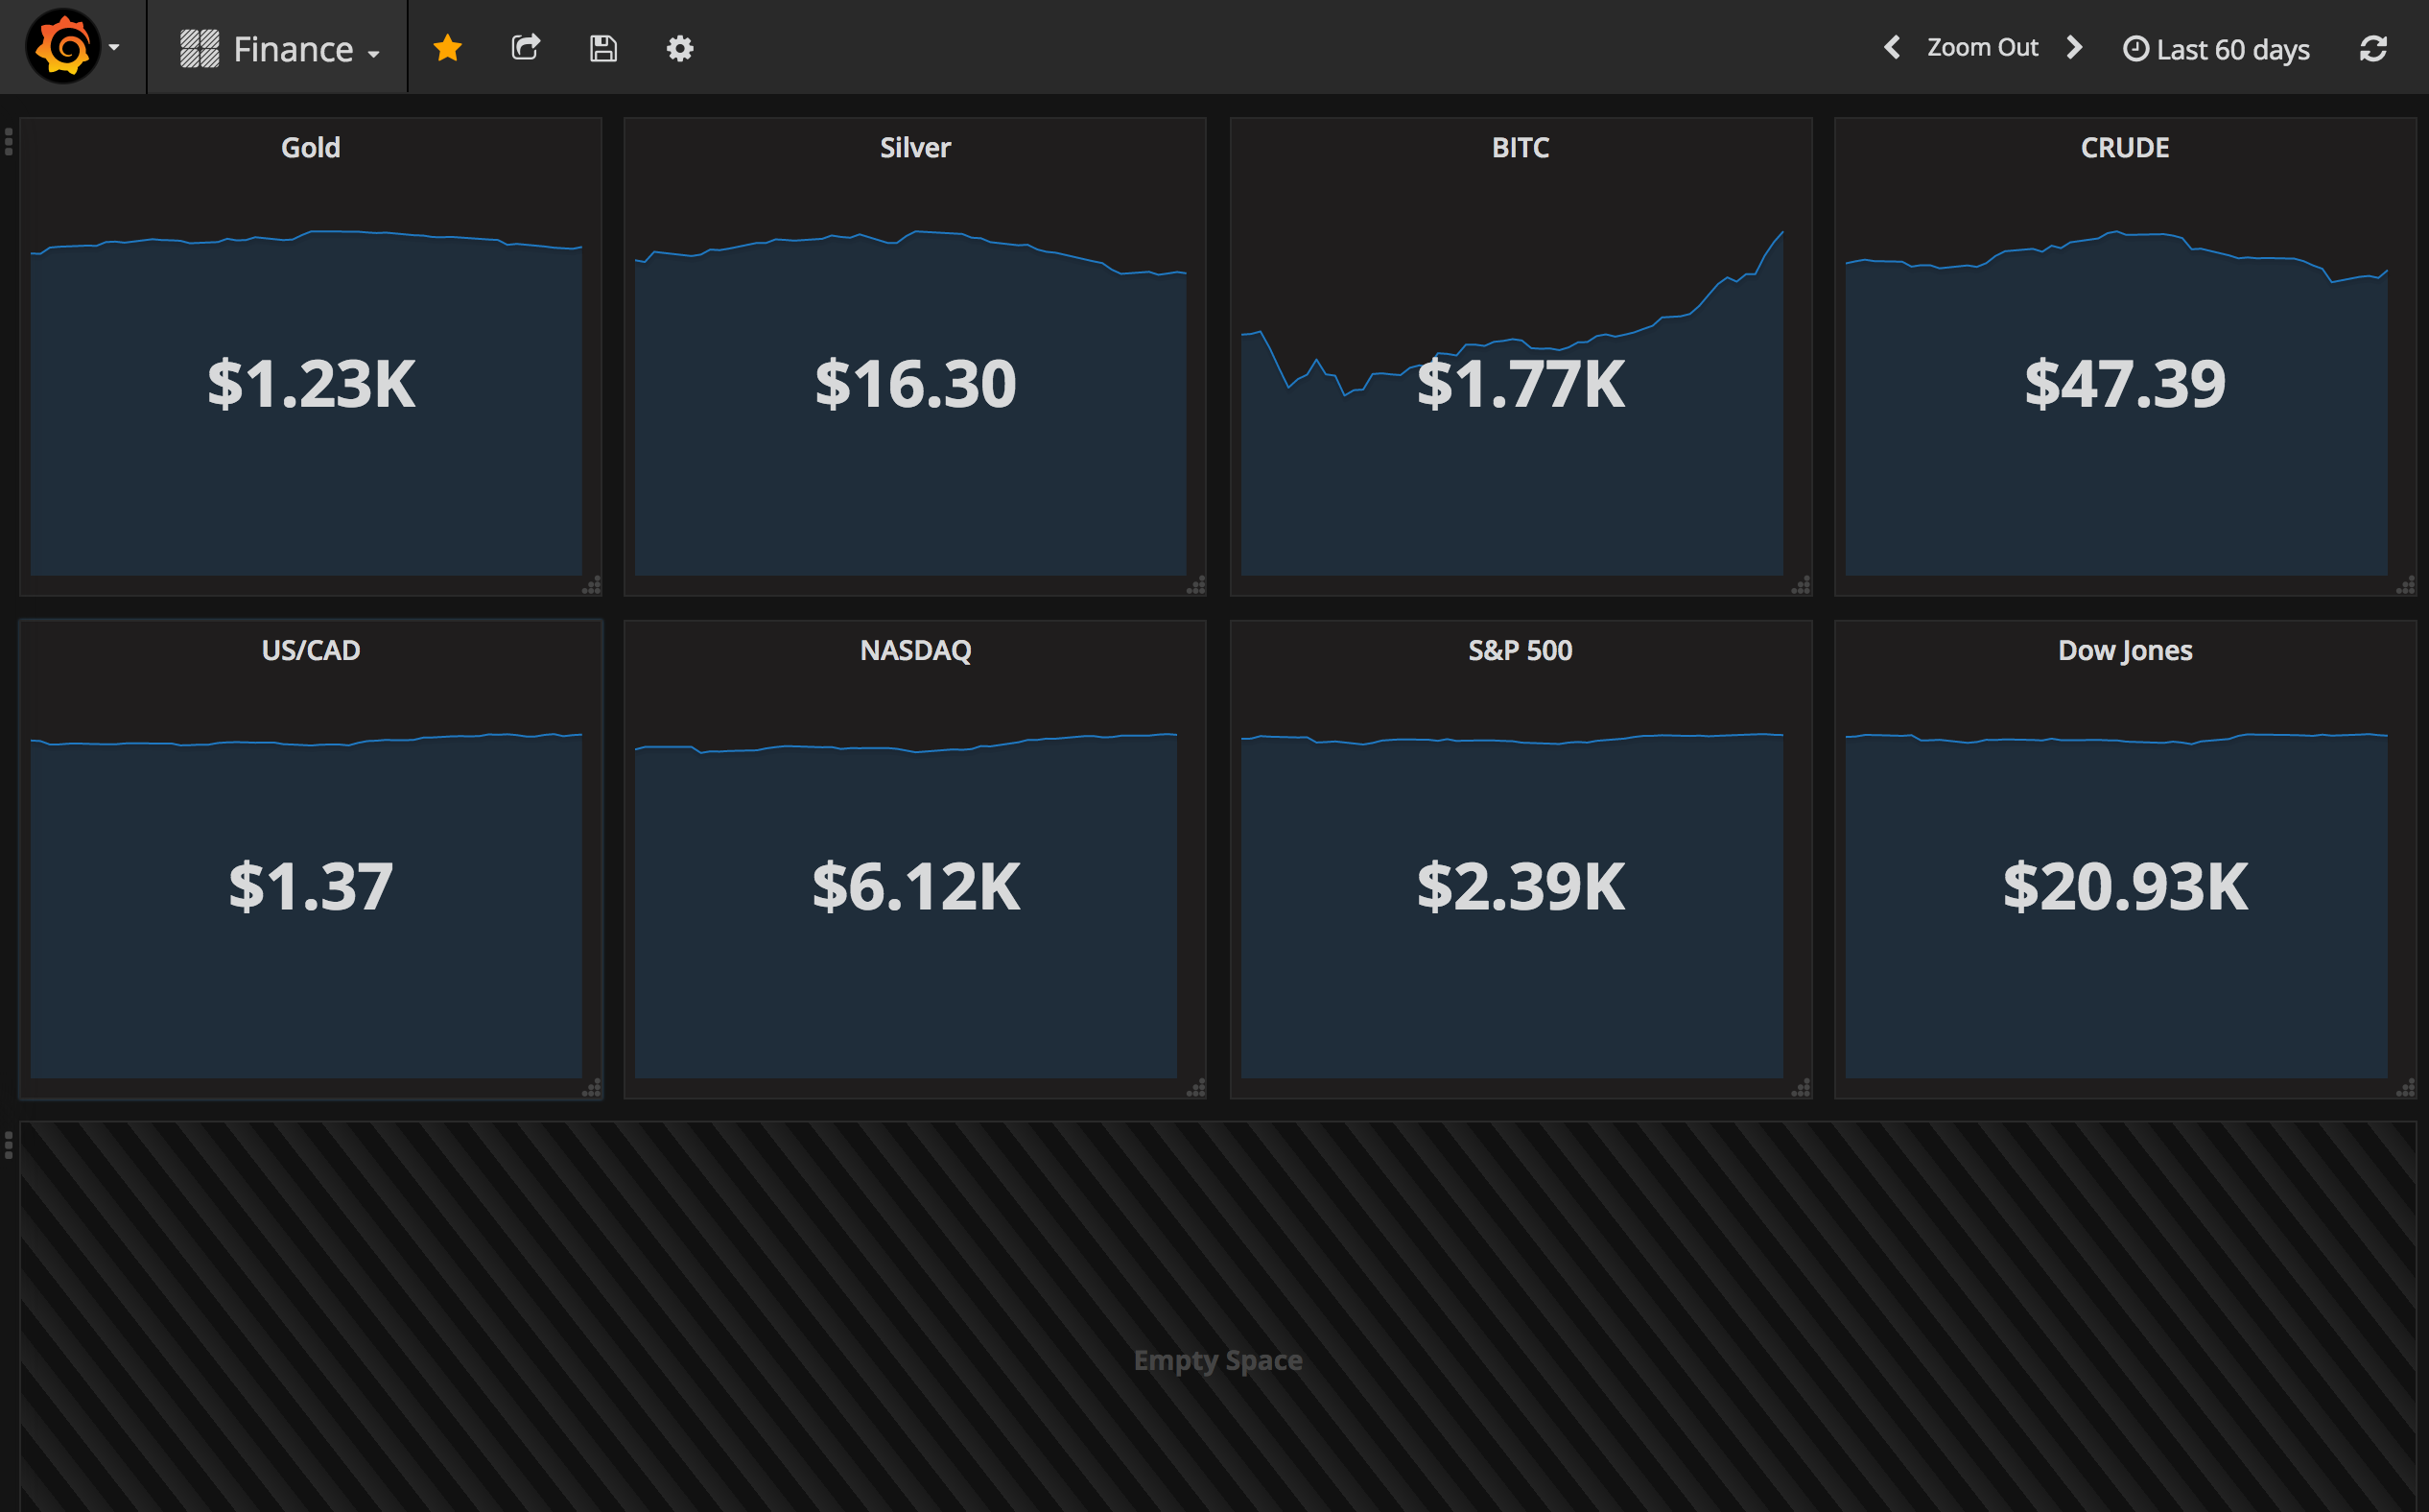 Finance
Zoom Out
Last 60 days
Gold
Silver
BITC
CRUDE
$1.23K
$16.30
$1.77K
$47.39
US/CAD
NASDAQ
S&P 500
Dow Jones
$1.37
$6.12K
$2.39K
$20.93K
Empty Space